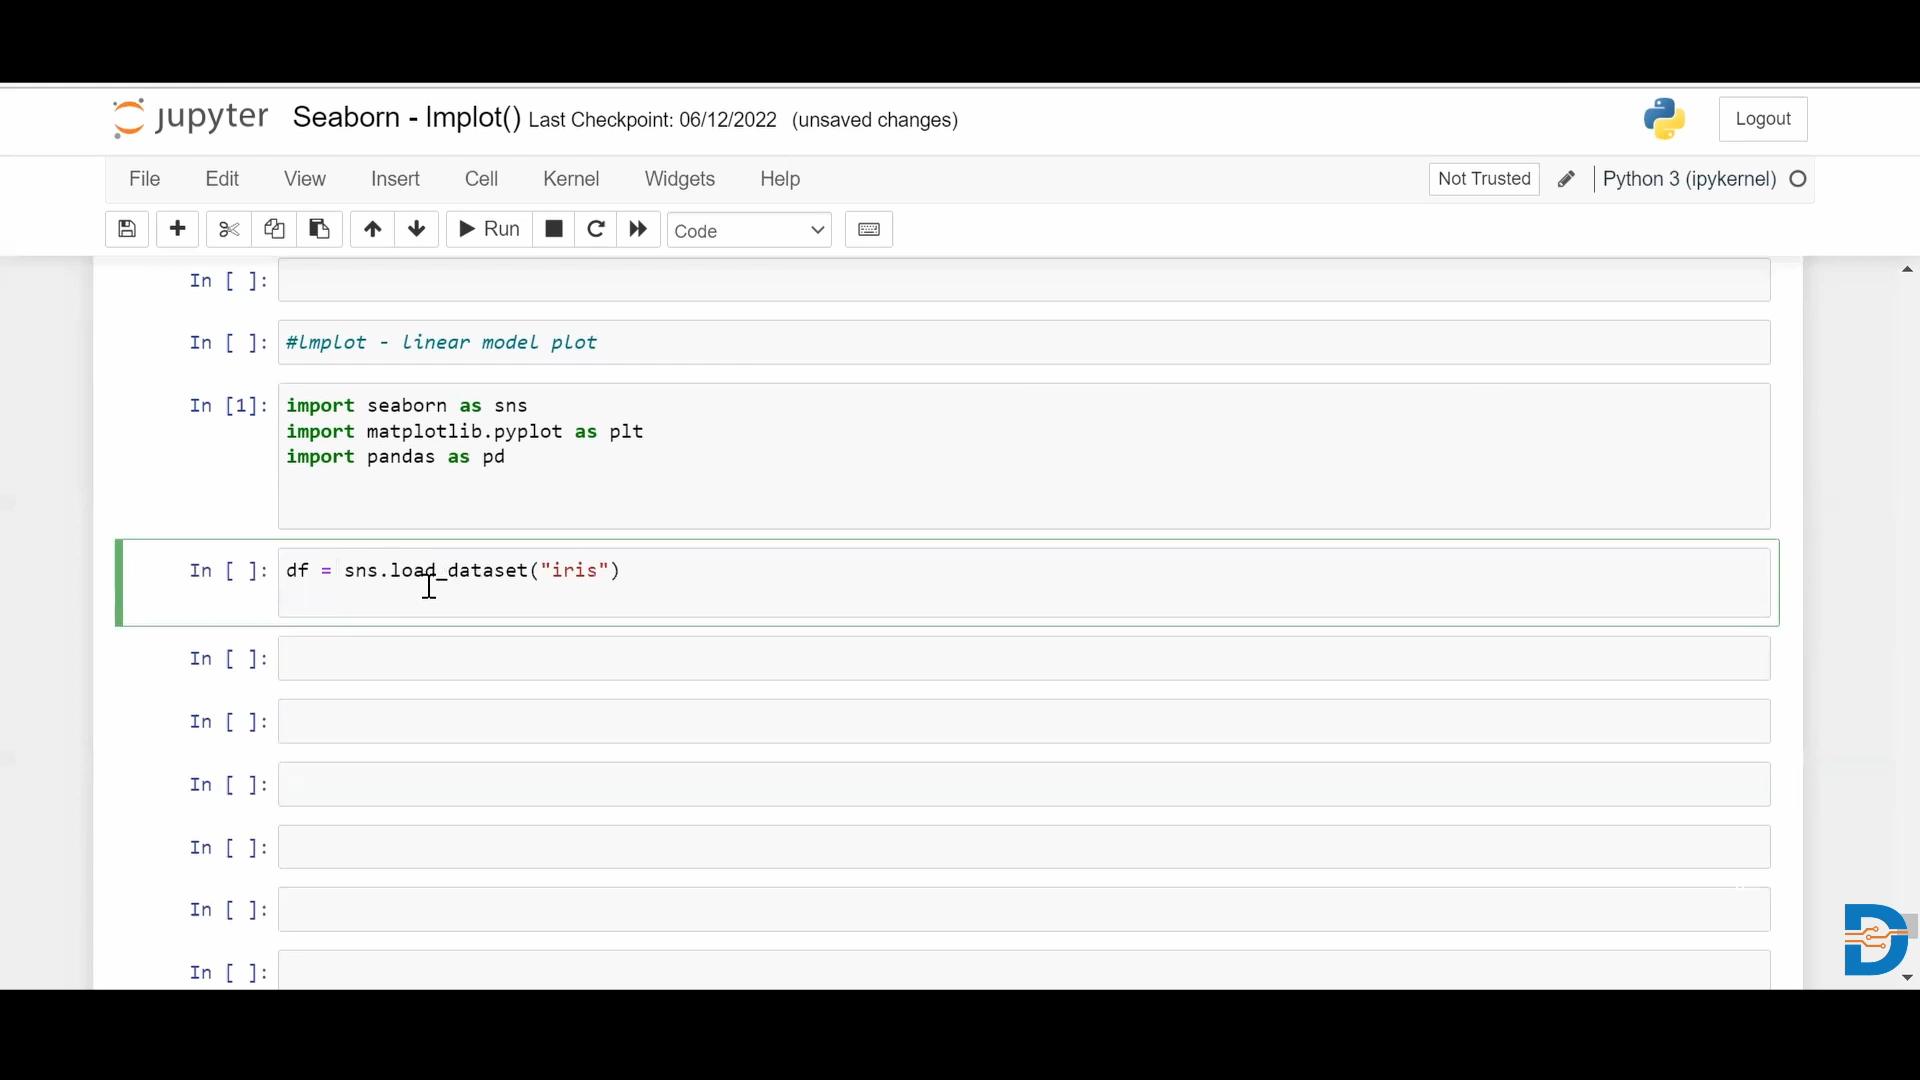 jupyter Seaborn - lmplot() Last Checkpoint: 06/12/2022 (unsaved changes) Logout
File Edit View Insert Cell Kernel Widgets Help Not Trusted Python 3 (ipykernel)
Run Code
In [ ]:
In [ ]: #lmplot - linear model plot
In [1]: import seaborn as sns
import matplotlib.pyplot as plt
import pandas as pd
In [ ]: df = sns.load_dataset("iris")
In [ ]:
In [ ]:
In [ ]:
In [ ]:
In [ ]:
In [ ]: